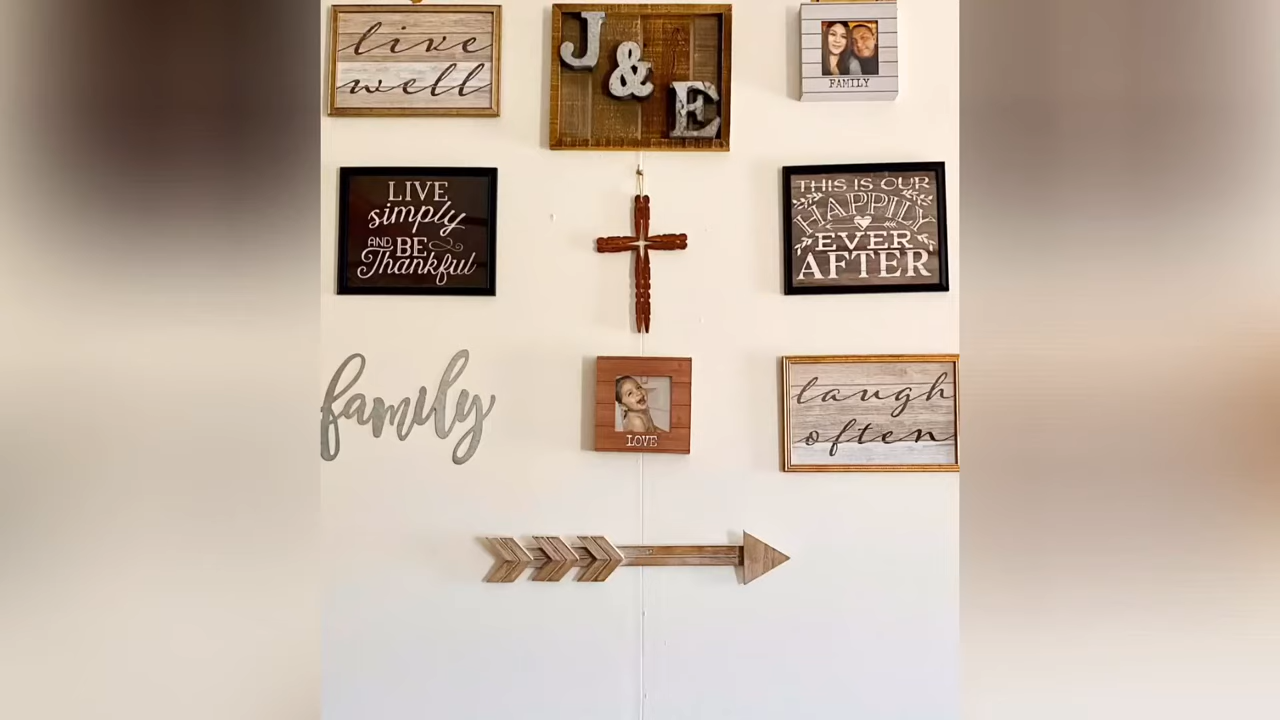 live
well
J
&
E
FAMILY
LIVE
simply
AND BE
Thankful
THIS IS OUR
HAPPILY
EVER
AFTER
family
LOVE
laugh
often